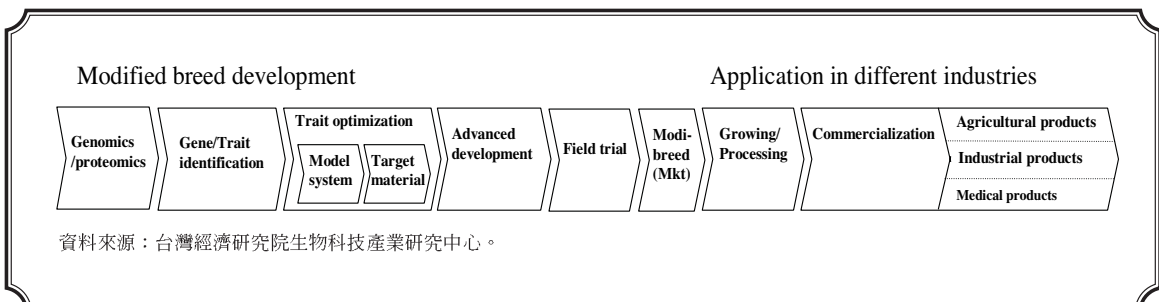 Modified breed development
Application in different industries
Genomics
/proteomics
Gene/Trait
identification
Trait optimization
Model
system
Target
material
Advanced
development
Field trial
Modi-
breed
(Mkt)
Growing/
Processing
Commercialization
Agricultural products
Industrial products
Medical products
資料來源：台灣經濟研究院生物科技產業研究中心。